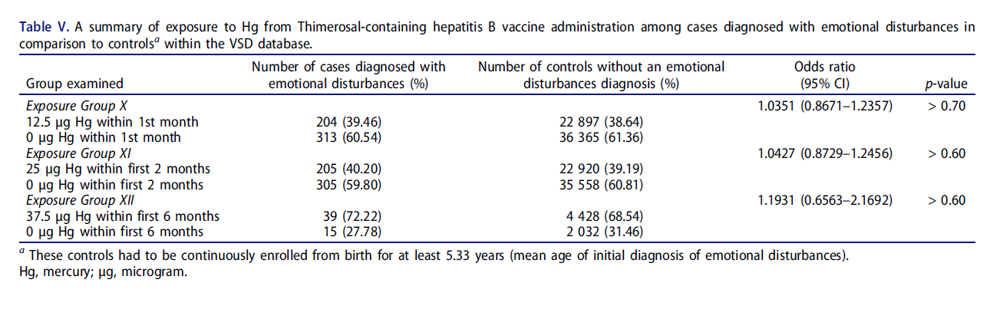 Table V. A summary of exposure to Hg from Thimerosal-containing hepatitis B vaccine administration among cases diagnosed with emotional disturbances in
comparison to controlsᵃ within the VSD database.
Group examined Number of cases diagnosed with emotional disturbances (%) Number of controls without an emotional disturbances diagnosis (%) Odds ratio (95% CI) p-value
Exposure Group X 1.0351 (0.8671–1.2357) > 0.70
12.5 μg Hg within 1st month 204 (39.46) 22 897 (38.64)
0 μg Hg within 1st month 313 (60.54) 36 365 (61.36)
Exposure Group XI 1.0427 (0.8729–1.2456) > 0.60
25 μg Hg within first 2 months 205 (40.20) 22 920 (39.19)
0 μg Hg within first 2 months 305 (59.80) 35 558 (60.81)
Exposure Group XII 1.1931 (0.6563–2.1692) > 0.60
37.5 μg Hg within first 6 months 39 (72.22) 4 428 (68.54)
0 μg Hg within first 6 months 15 (27.78) 2 032 (31.46)
ᵃ These controls had to be continuously enrolled from birth for at least 5.33 years (mean age of initial diagnosis of emotional disturbances).
Hg, mercury; μg, microgram.